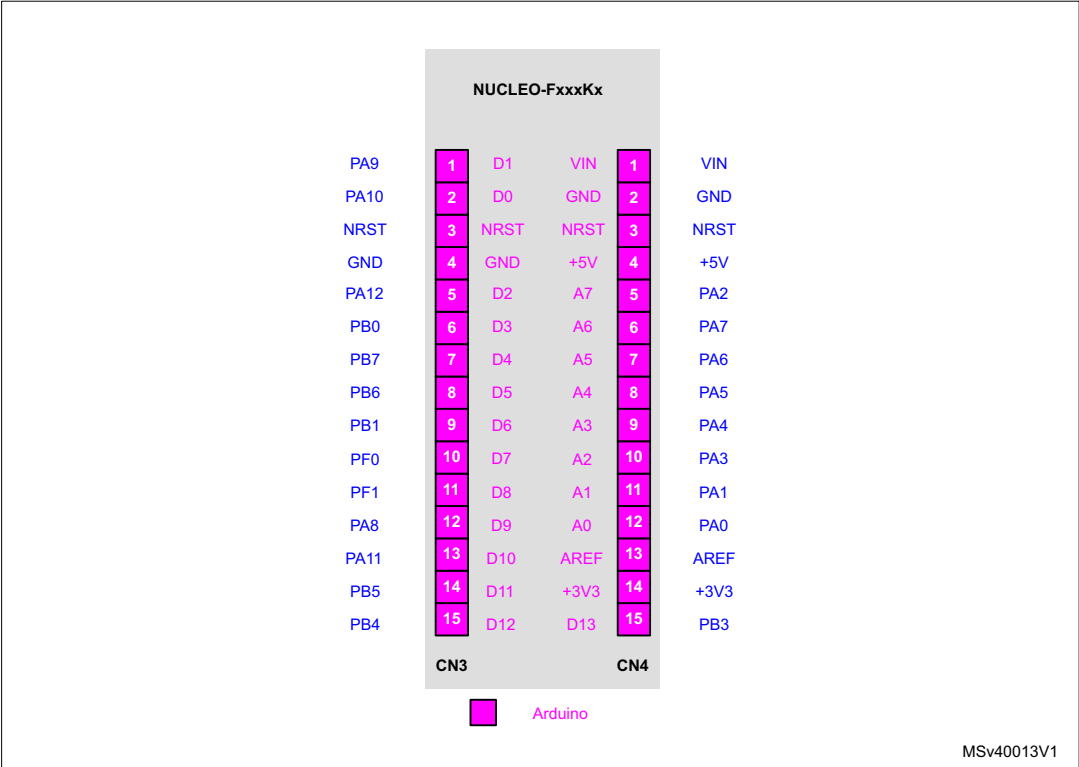 NUCLEO-FxxxKx
PA9 1 D1 VIN 1 VIN
PA10 2 D0 GND 2 GND
NRST 3 NRST NRST 3 NRST
GND 4 GND +5V 4 +5V
PA12 5 D2 A7 5 PA2
PB0 6 D3 A6 6 PA7
PB7 7 D4 A5 7 PA6
PB6 8 D5 A4 8 PA5
PB1 9 D6 A3 9 PA4
PF0 10 D7 A2 10 PA3
PF1 11 D8 A1 11 PA1
PA8 12 D9 A0 12 PA0
PA11 13 D10 AREF 13 AREF
PB5 14 D11 +3V3 14 +3V3
PB4 15 D12 D13 15 PB3
CN3 CN4
Arduino
MSv40013V1